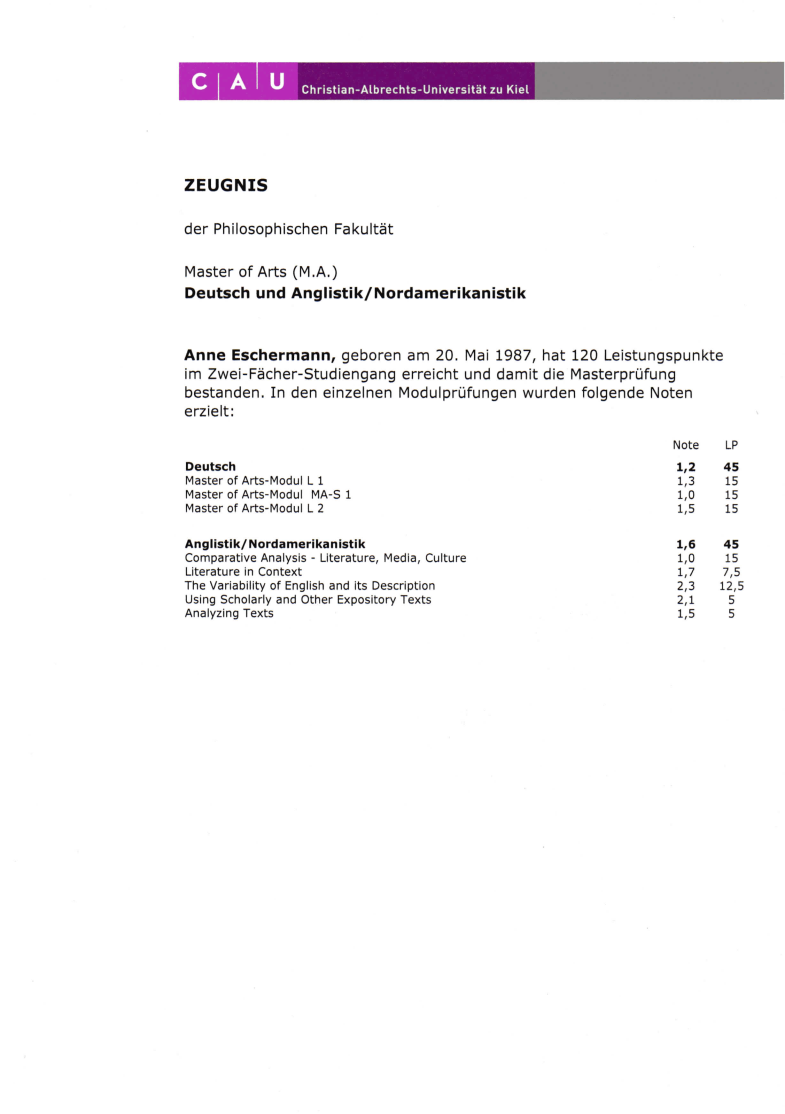 C A U Christian-Albrechts-Universität zu Kiel
ZEUGNIS
der Philosophischen Fakultät
Master of Arts (M.A.)
Deutsch und Anglistik/Nordamerikanistik
Anne Eschermann, geboren am 20. Mai 1987, hat 120 Leistungspunkte
im Zwei-Fächer-Studiengang erreicht und damit die Masterprüfung
bestanden. In den einzelnen Modulprüfungen wurden folgende Noten
erzielt:
Note LP
Deutsch 1,2 45
Master of Arts-Modul L 1 1,3 15
Master of Arts-Modul MA-S 1 1,0 15
Master of Arts-Modul L 2 1,5 15
Anglistik/Nordamerikanistik 1,6 45
Comparative Analysis - Literature, Media, Culture 1,0 15
Literature in Context 1,7 7,5
The Variability of English and its Description 2,3 12,5
Using Scholarly and Other Expository Texts 2,1 5
Analyzing Texts 1,5 5